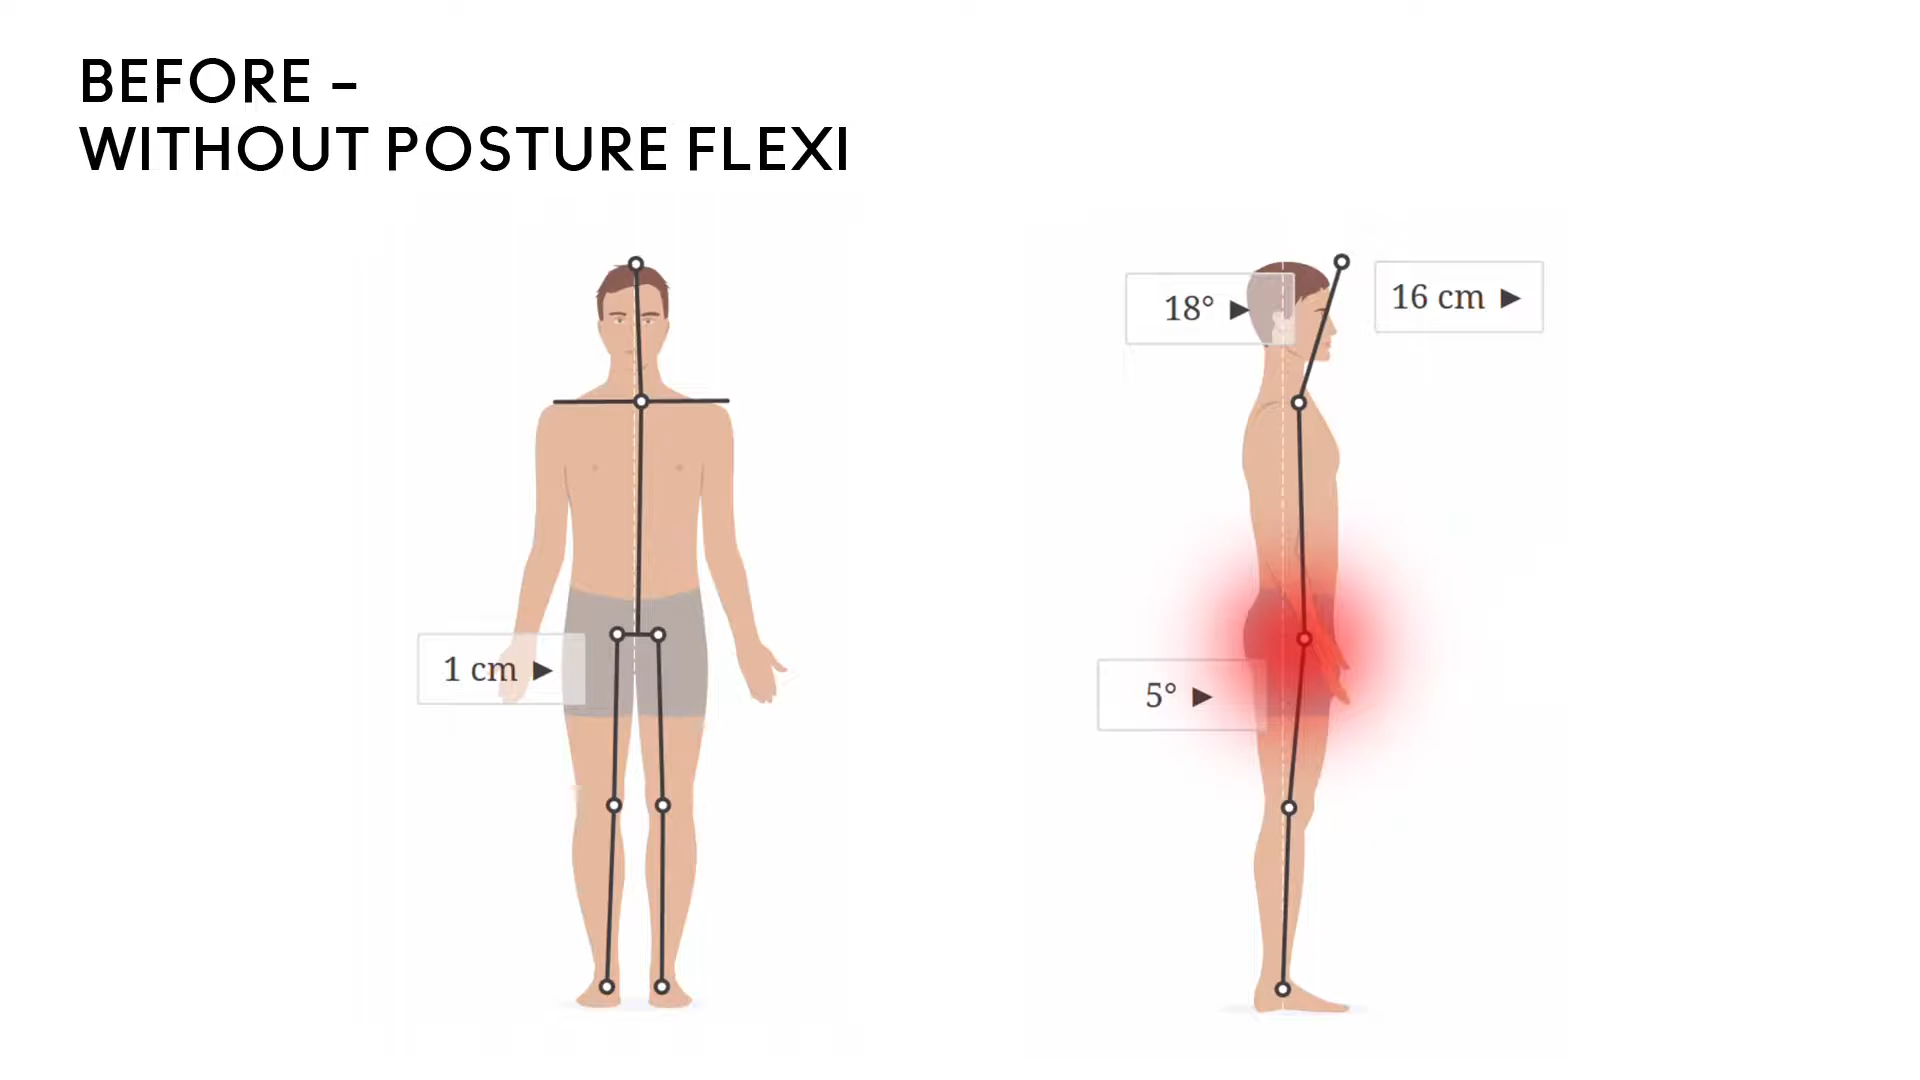 BEFORE –
WITHOUT POSTURE FLEXI
18° ►
16 cm ►
1 cm ►
5° ►